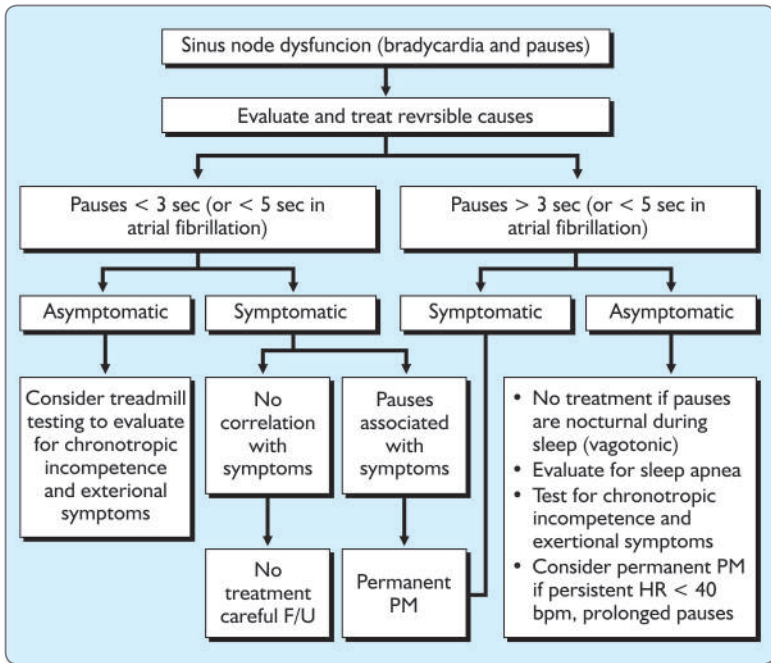 Sinus node dysfuncion (bradycardia and pauses)
Evaluate and treat revrsible causes
Pauses < 3 sec (or < 5 sec in
atrial fibrillation)
Pauses > 3 sec (or < 5 sec in
atrial fibrillation)
Asymptomatic
Symptomatic
Symptomatic
Asymptomatic
Consider treadmill
testing to evaluate
for chronotropic
incompetence
and exterional
symptoms
No
correlation
with
symptoms
Pauses
associated
with
symptoms
• No treatment if pauses
are nocturnal during
sleep (vagotonic)
• Evaluate for sleep apnea
• Test for chronotropic
incompetence and
exertional symptoms
• Consider permanent PM
if persistent HR < 40
bpm, prolonged pauses
No
treatment
careful F/U
Permanent
PM